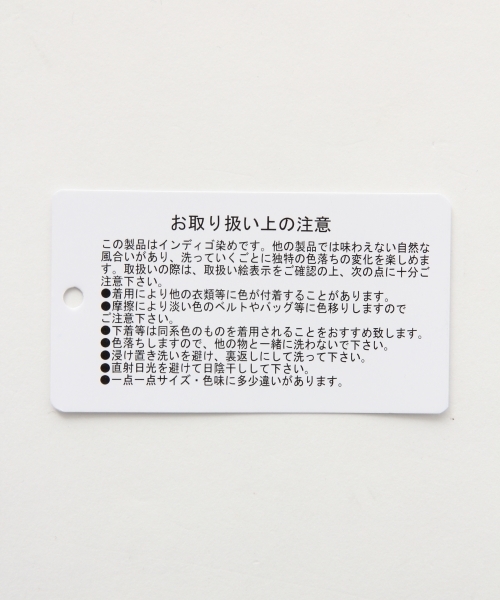 お取り扱い上の注意
この製品はインディゴ染めです。他の製品では味わえない自然な
風合いがあり、洗っていくごとに独特の色落ちの変化を楽しめま
す。取扱いの際は、取扱い絵表示をご確認の上、次の点に十分ご
注意下さい。
●着用により他の衣類等に色が付着することがあります。
●摩擦により淡い色のベルトやバッグ等に色移りしますので
ご注意下さい。
●下着等は同系色のものを着用されることをおすすめ致します。
●色落ちしますので、他の物と一緒に洗わないで下さい。
●浸け置き洗いを避け、裏返しにして洗って下さい。
●直射日光を避けて日陰干しして下さい。
●一点一点サイズ・色味に多少違いがあります。